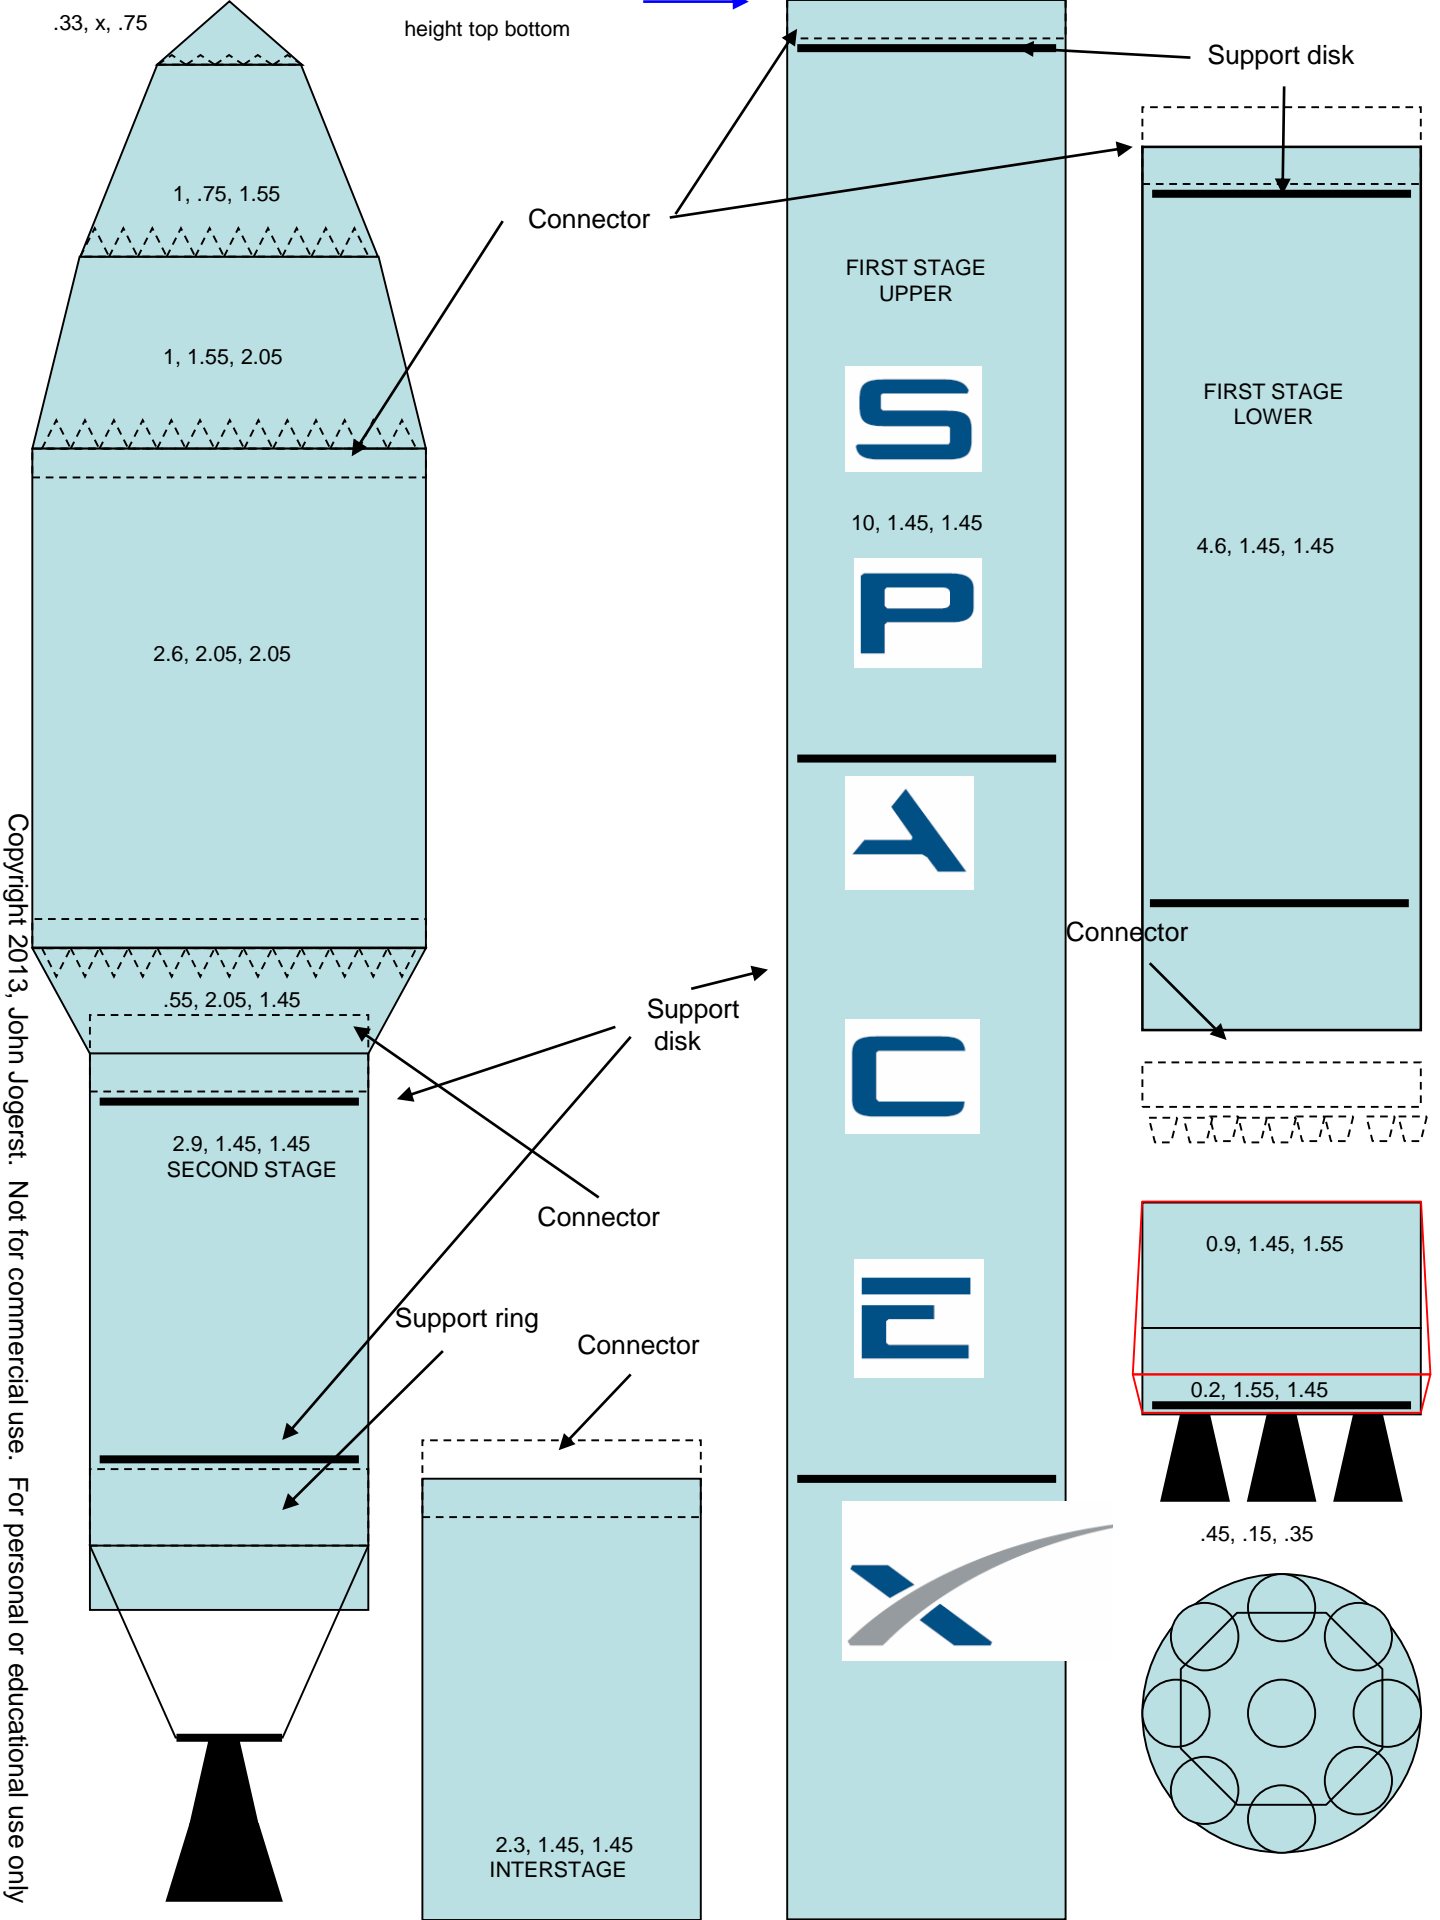 .33, x, .75
height top bottom
Support disk
1, .75, 1.55
Connector
FIRST STAGE
UPPER
1, 1.55, 2.05
FIRST STAGE
LOWER
S
10, 1.45, 1.45
4.6, 1.45, 1.45
P
2.6, 2.05, 2.05
A
Connector
.55, 2.05, 1.45
Support
disk
C
2.9, 1.45, 1.45
SECOND STAGE
Connector
0.9, 1.45, 1.55
E
Support ring
Connector
0.2, 1.55, 1.45
X
.45, .15, .35
2.3, 1.45, 1.45
INTERSTAGE
Copyright 2013, John Jogerst.  Not for commercial use.  For personal or educational use only